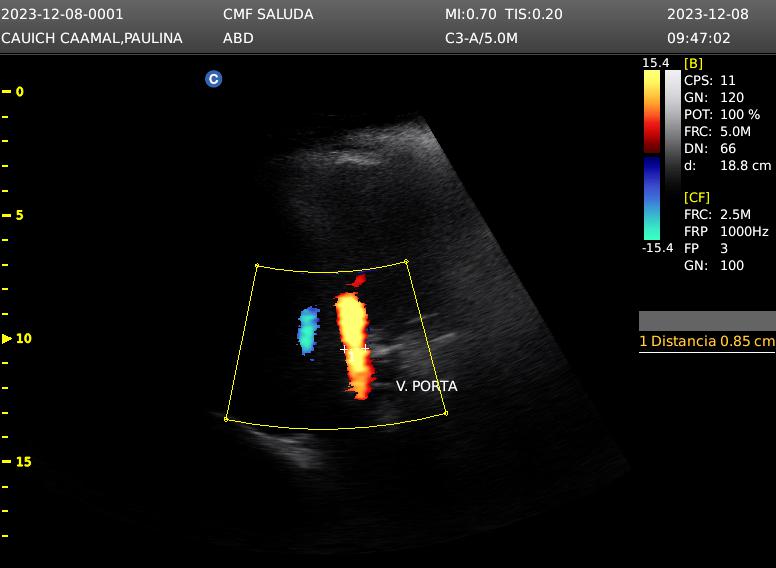 2023-12-08-0001 CMF SALUDA MI:0.70 TIS:0.20 2023-12-08
CAUICH CAAMAL,PAULINA ABD C3-A/5.0M 09:47:02
C
15.4 [B]
CPS: 11
GN: 120
POT: 100 %
FRC: 5.0M
DN: 66
d: 18.8 cm
[CF]
FRC: 2.5M
-15.4 FRP 1000Hz
FP 3
GN: 100
0
5
10
15
1
V. PORTA
1 Distancia 0.85 cm